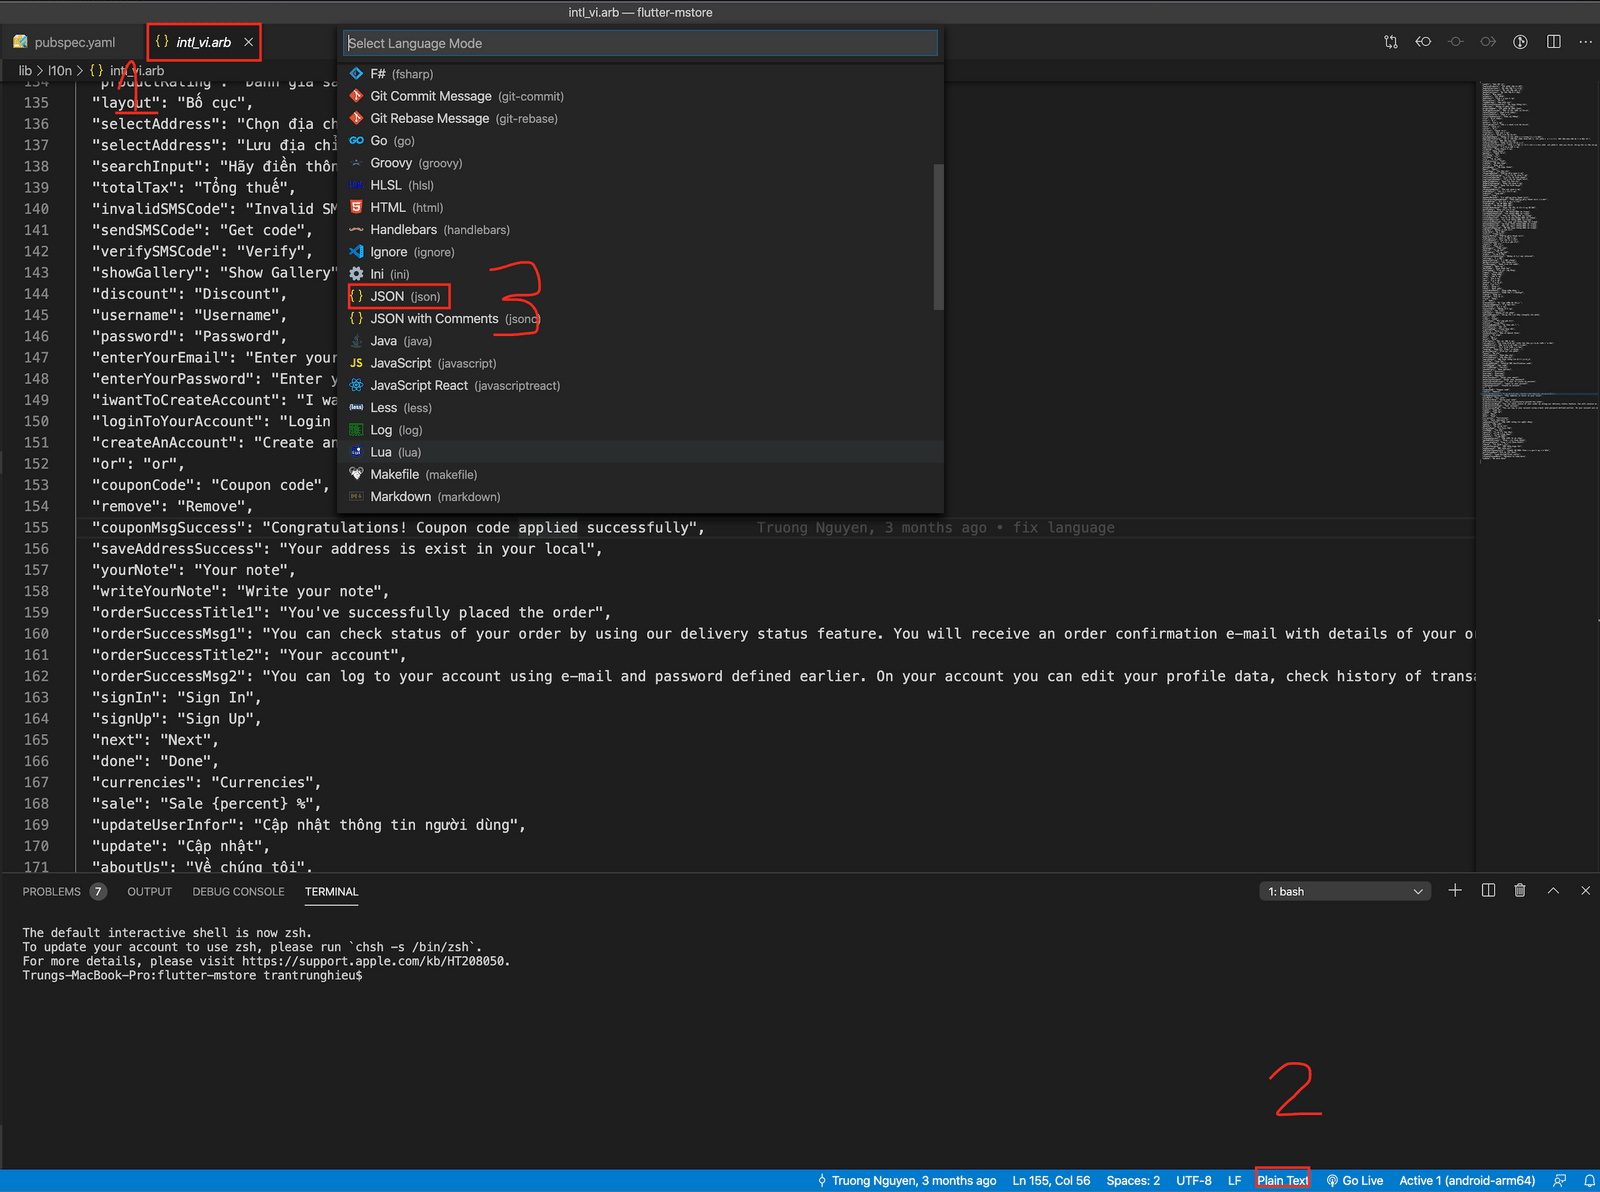 intl_vi.arb — flutter-mstore
pubspec.yaml
{} intl_vi.arb ×
Select Language Mode
lib > l10n > {} intl_vi.arb
1
F# (fsharp)
Git Commit Message (git-commit)
Git Rebase Message (git-rebase)
Go (go)
Groovy (groovy)
HLSL (hlsl)
HTML (html)
Handlebars (handlebars)
Ignore (ignore)
Ini (ini)
{} JSON (json)
3
{} JSON with Comments (jsonc)
Java (java)
JS JavaScript (javascript)
JavaScript React (javascriptreact)
Less (less)
Log (log)
Lua (lua)
Makefile (makefile)
Markdown (markdown)
134 "productRating": "Đánh giá sả
135 "layout": "Bố cục",
136 "selectAddress": "Chọn địa ch
137 "selectAddress": "Lưu địa chỉ
138 "searchInput": "Hãy điền thôn
139 "totalTax": "Tổng thuế",
140 "invalidSMSCode": "Invalid SM
141 "sendSMSCode": "Get code",
142 "verifySMSCode": "Verify",
143 "showGallery": "Show Gallery"
144 "discount": "Discount",
145 "username": "Username",
146 "password": "Password",
147 "enterYourEmail": "Enter your
148 "enterYourPassword": "Enter y
149 "iwantToCreateAccount": "I wa
150 "loginToYourAccount": "Login
151 "createAnAccount": "Create an
152 "or": "or",
153 "couponCode": "Coupon code",
154 "remove": "Remove",
155 "couponMsgSuccess": "Congratulations! Coupon code applied successfully", Truong Nguyen, 3 months ago • fix language
156 "saveAddressSuccess": "Your address is exist in your local",
157 "yourNote": "Your note",
158 "writeYourNote": "Write your note",
159 "orderSuccessTitle1": "You've successfully placed the order",
160 "orderSuccessMsg1": "You can check status of your order by using our delivery status feature. You will receive an order confirmation e-mail with details of your or
161 "orderSuccessTitle2": "Your account",
162 "orderSuccessMsg2": "You can log to your account using e-mail and password defined earlier. On your account you can edit your profile data, check history of transa
163 "signIn": "Sign In",
164 "signUp": "Sign Up",
165 "next": "Next",
166 "done": "Done",
167 "currencies": "Currencies",
168 "sale": "Sale {percent} %",
169 "updateUserInfor": "Cập nhật thông tin người dùng",
170 "update": "Cập nhật",
171 "aboutUs": "Về chúng tôi",
PROBLEMS 7 OUTPUT DEBUG CONSOLE TERMINAL
1: bash
The default interactive shell is now zsh.
To update your account to use zsh, please run `chsh -s /bin/zsh`.
For more details, please visit https://support.apple.com/kb/HT208050.
Trungs-MacBook-Pro:flutter-mstore trantrunghieu$
2
Truong Nguyen, 3 months ago Ln 155, Col 56 Spaces: 2 UTF-8 LF Plain Text Go Live Active 1 (android-arm64)